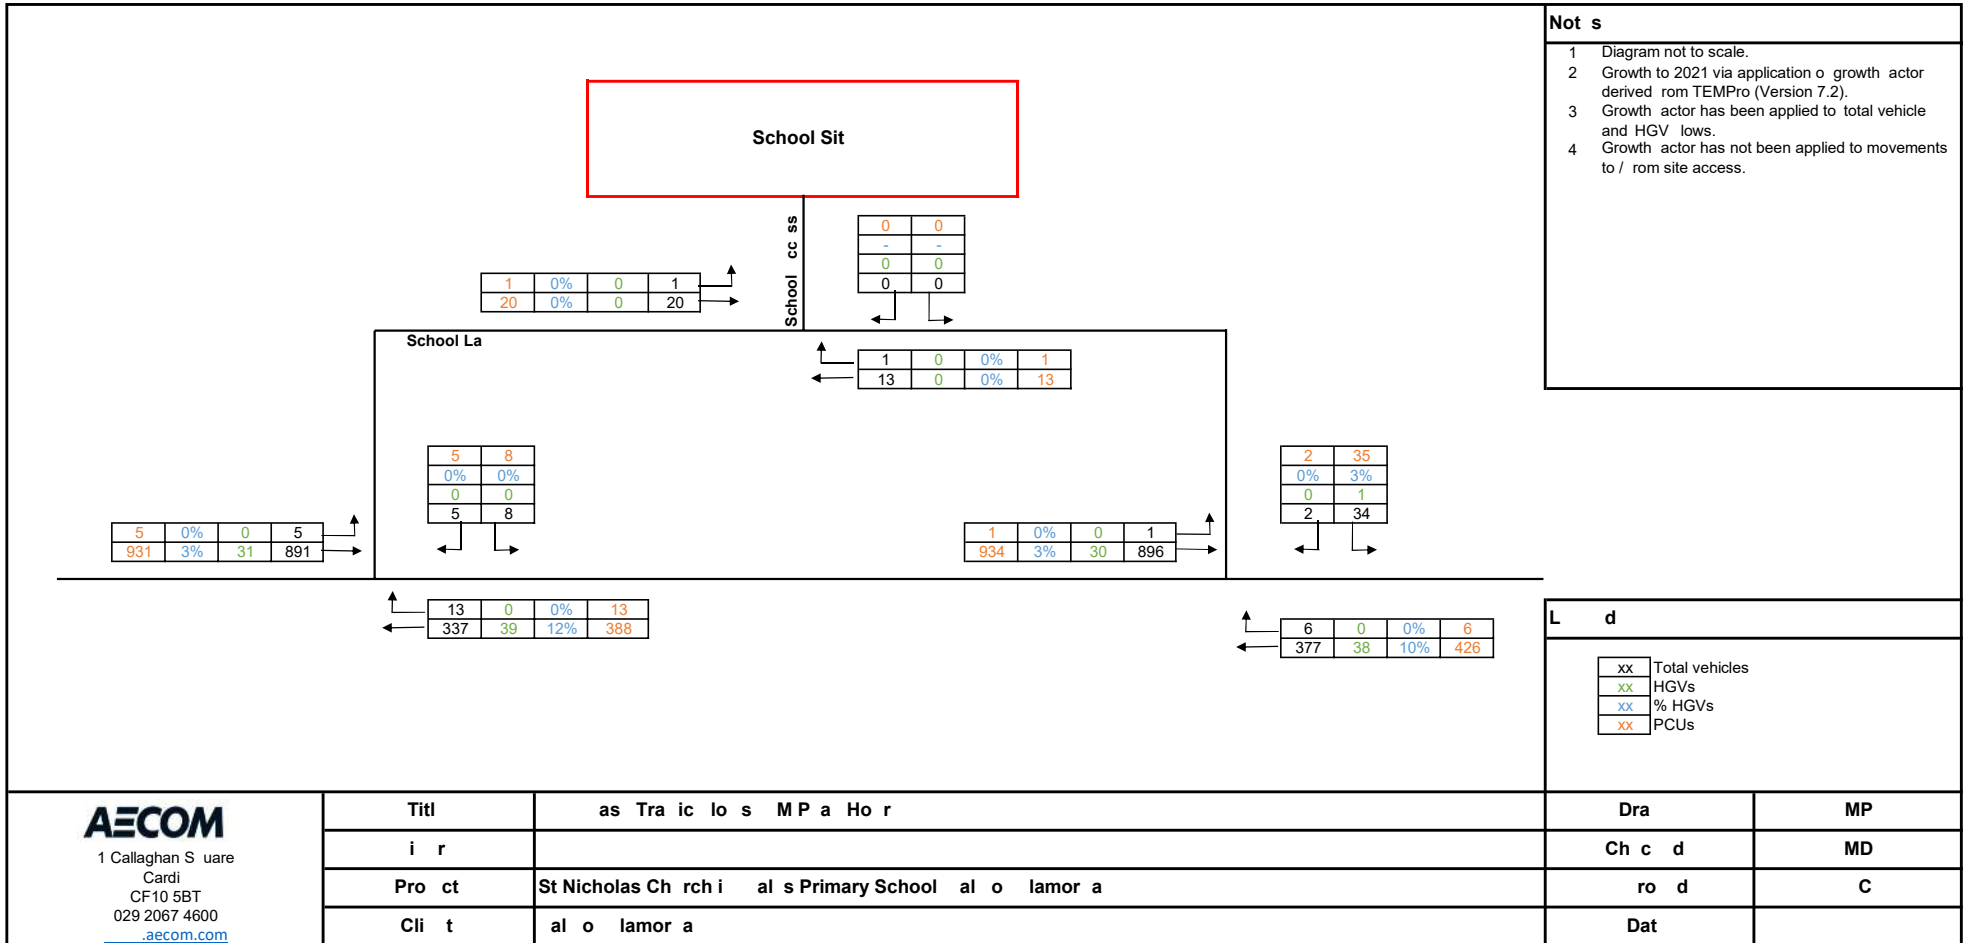 Not s
1 Diagram not to scale.
2 Growth to 2021 via application o growth actor
derived rom TEMPro (Version 7.2).
3 Growth actor has been applied to total vehicle
and HGV lows.
4 Growth actor has not been applied to movements
to / rom site access.
School Sit
School cc ss
0 0
- -
0 0
0 0
1 0% 0 1
20 0% 0 20
School La
1 0 0% 1
13 0 0% 13
5 8
0% 0%
0 0
5 8
2 35
0% 3%
0 1
2 34
5 0% 0 5
931 3% 31 891
1 0% 0 1
934 3% 30 896
13 0 0% 13
337 39 12% 388
6 0 0% 6
377 38 10% 426
L d
xx Total vehicles
xx HGVs
xx % HGVs
xx PCUs
AECOM
1 Callaghan S uare
Cardi
CF10 5BT
029 2067 4600
.aecom.com
Titl as Tra ic lo s M P a Ho r
i r
Pro ct St Nicholas Ch rch i al s Primary School al o lamor a
Cli t al o lamor a
Dra MP
Ch c d MD
ro d C
Dat